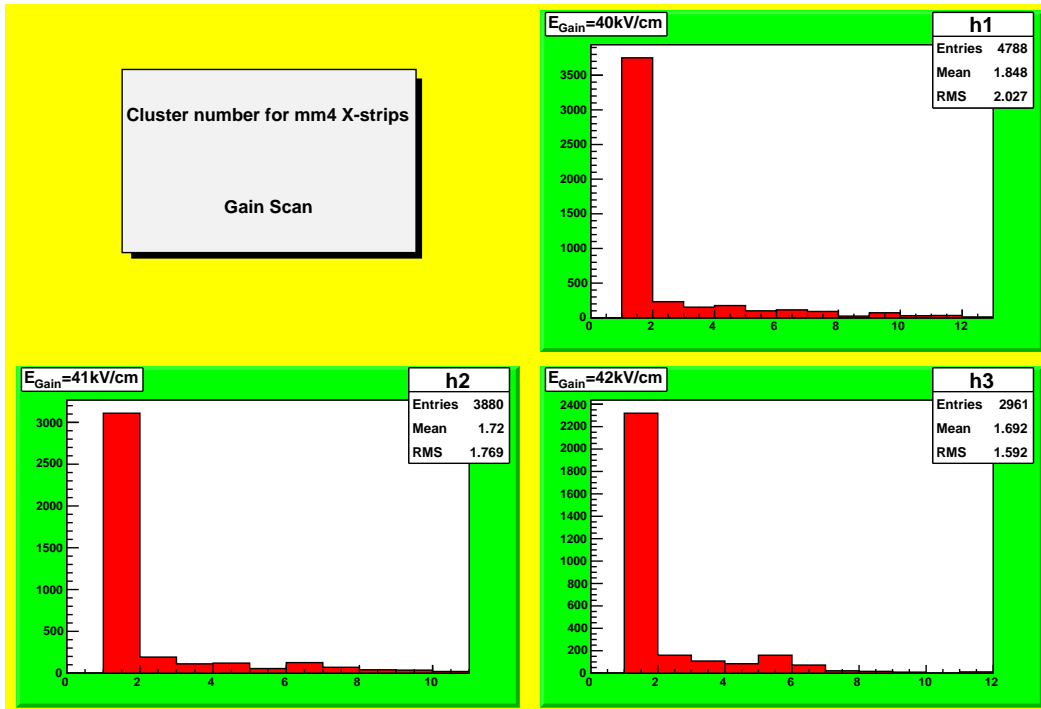 Cluster number for mm4 X-strips
Gain Scan
E_Gain=40kV/cm
h1
Entries 4788
Mean 1.848
RMS 2.027
3500
3000
2500
2000
1500
1000
500
0
0 2 4 6 8 10 12
E_Gain=41kV/cm
h2
Entries 3880
Mean 1.72
RMS 1.769
3000
2500
2000
1500
1000
500
0
0 2 4 6 8 10
E_Gain=42kV/cm
h3
Entries 2961
Mean 1.692
RMS 1.592
2400
2200
2000
1800
1600
1400
1200
1000
800
600
400
200
0
0 2 4 6 8 10 12